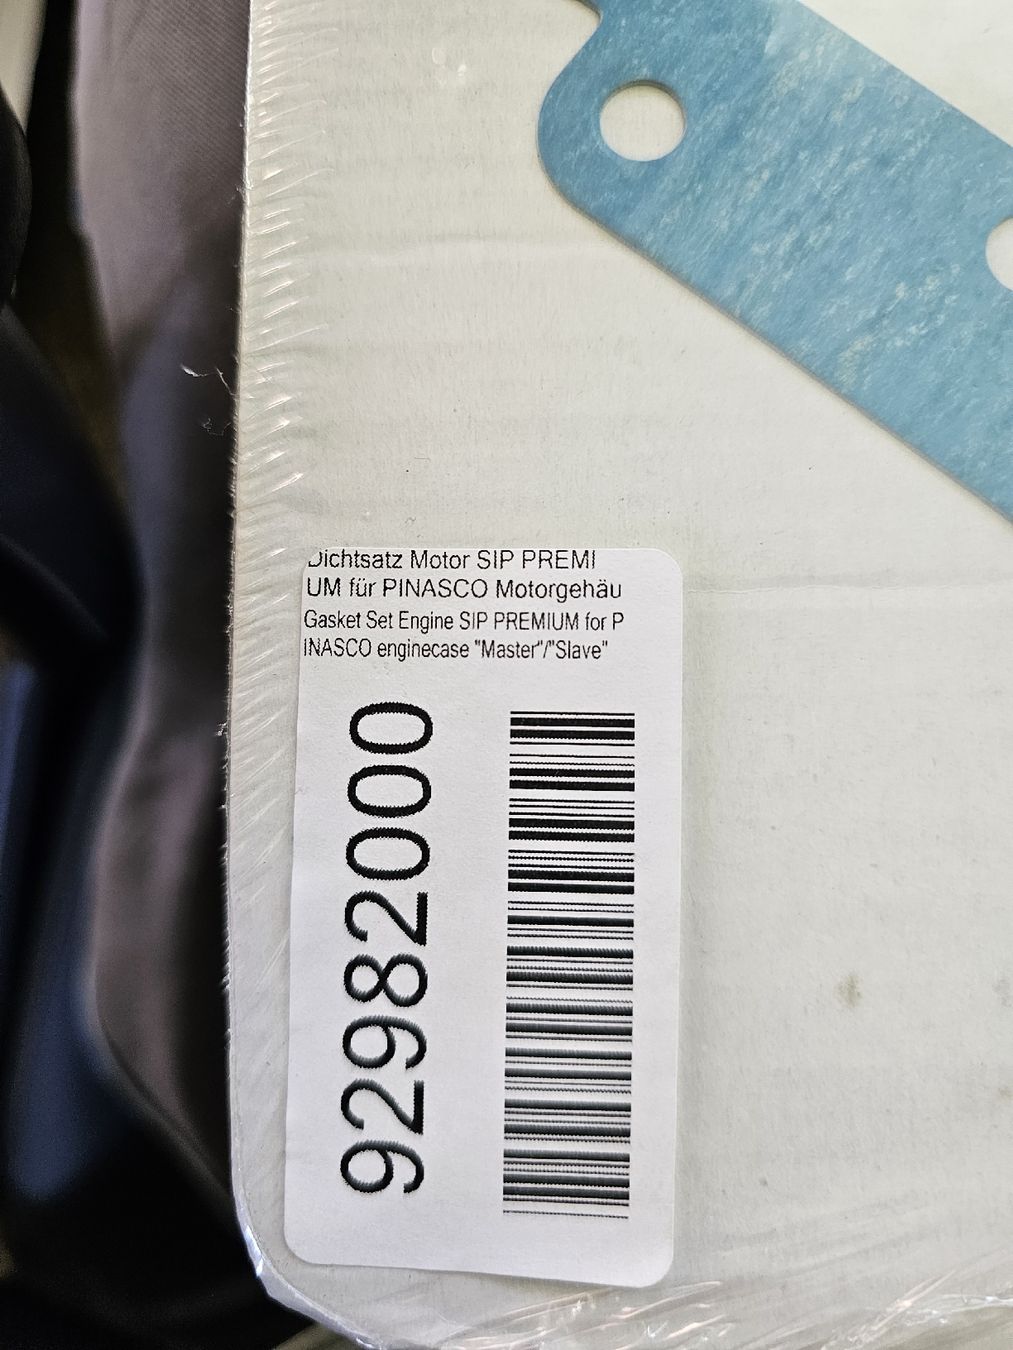 Dichtsatz Motor SIP PREMI
UM für PINASCO Motorgehäu
Gasket Set Engine SIP PREMIUM for P
INASCO enginecase "Master"/"Slave"
92982000